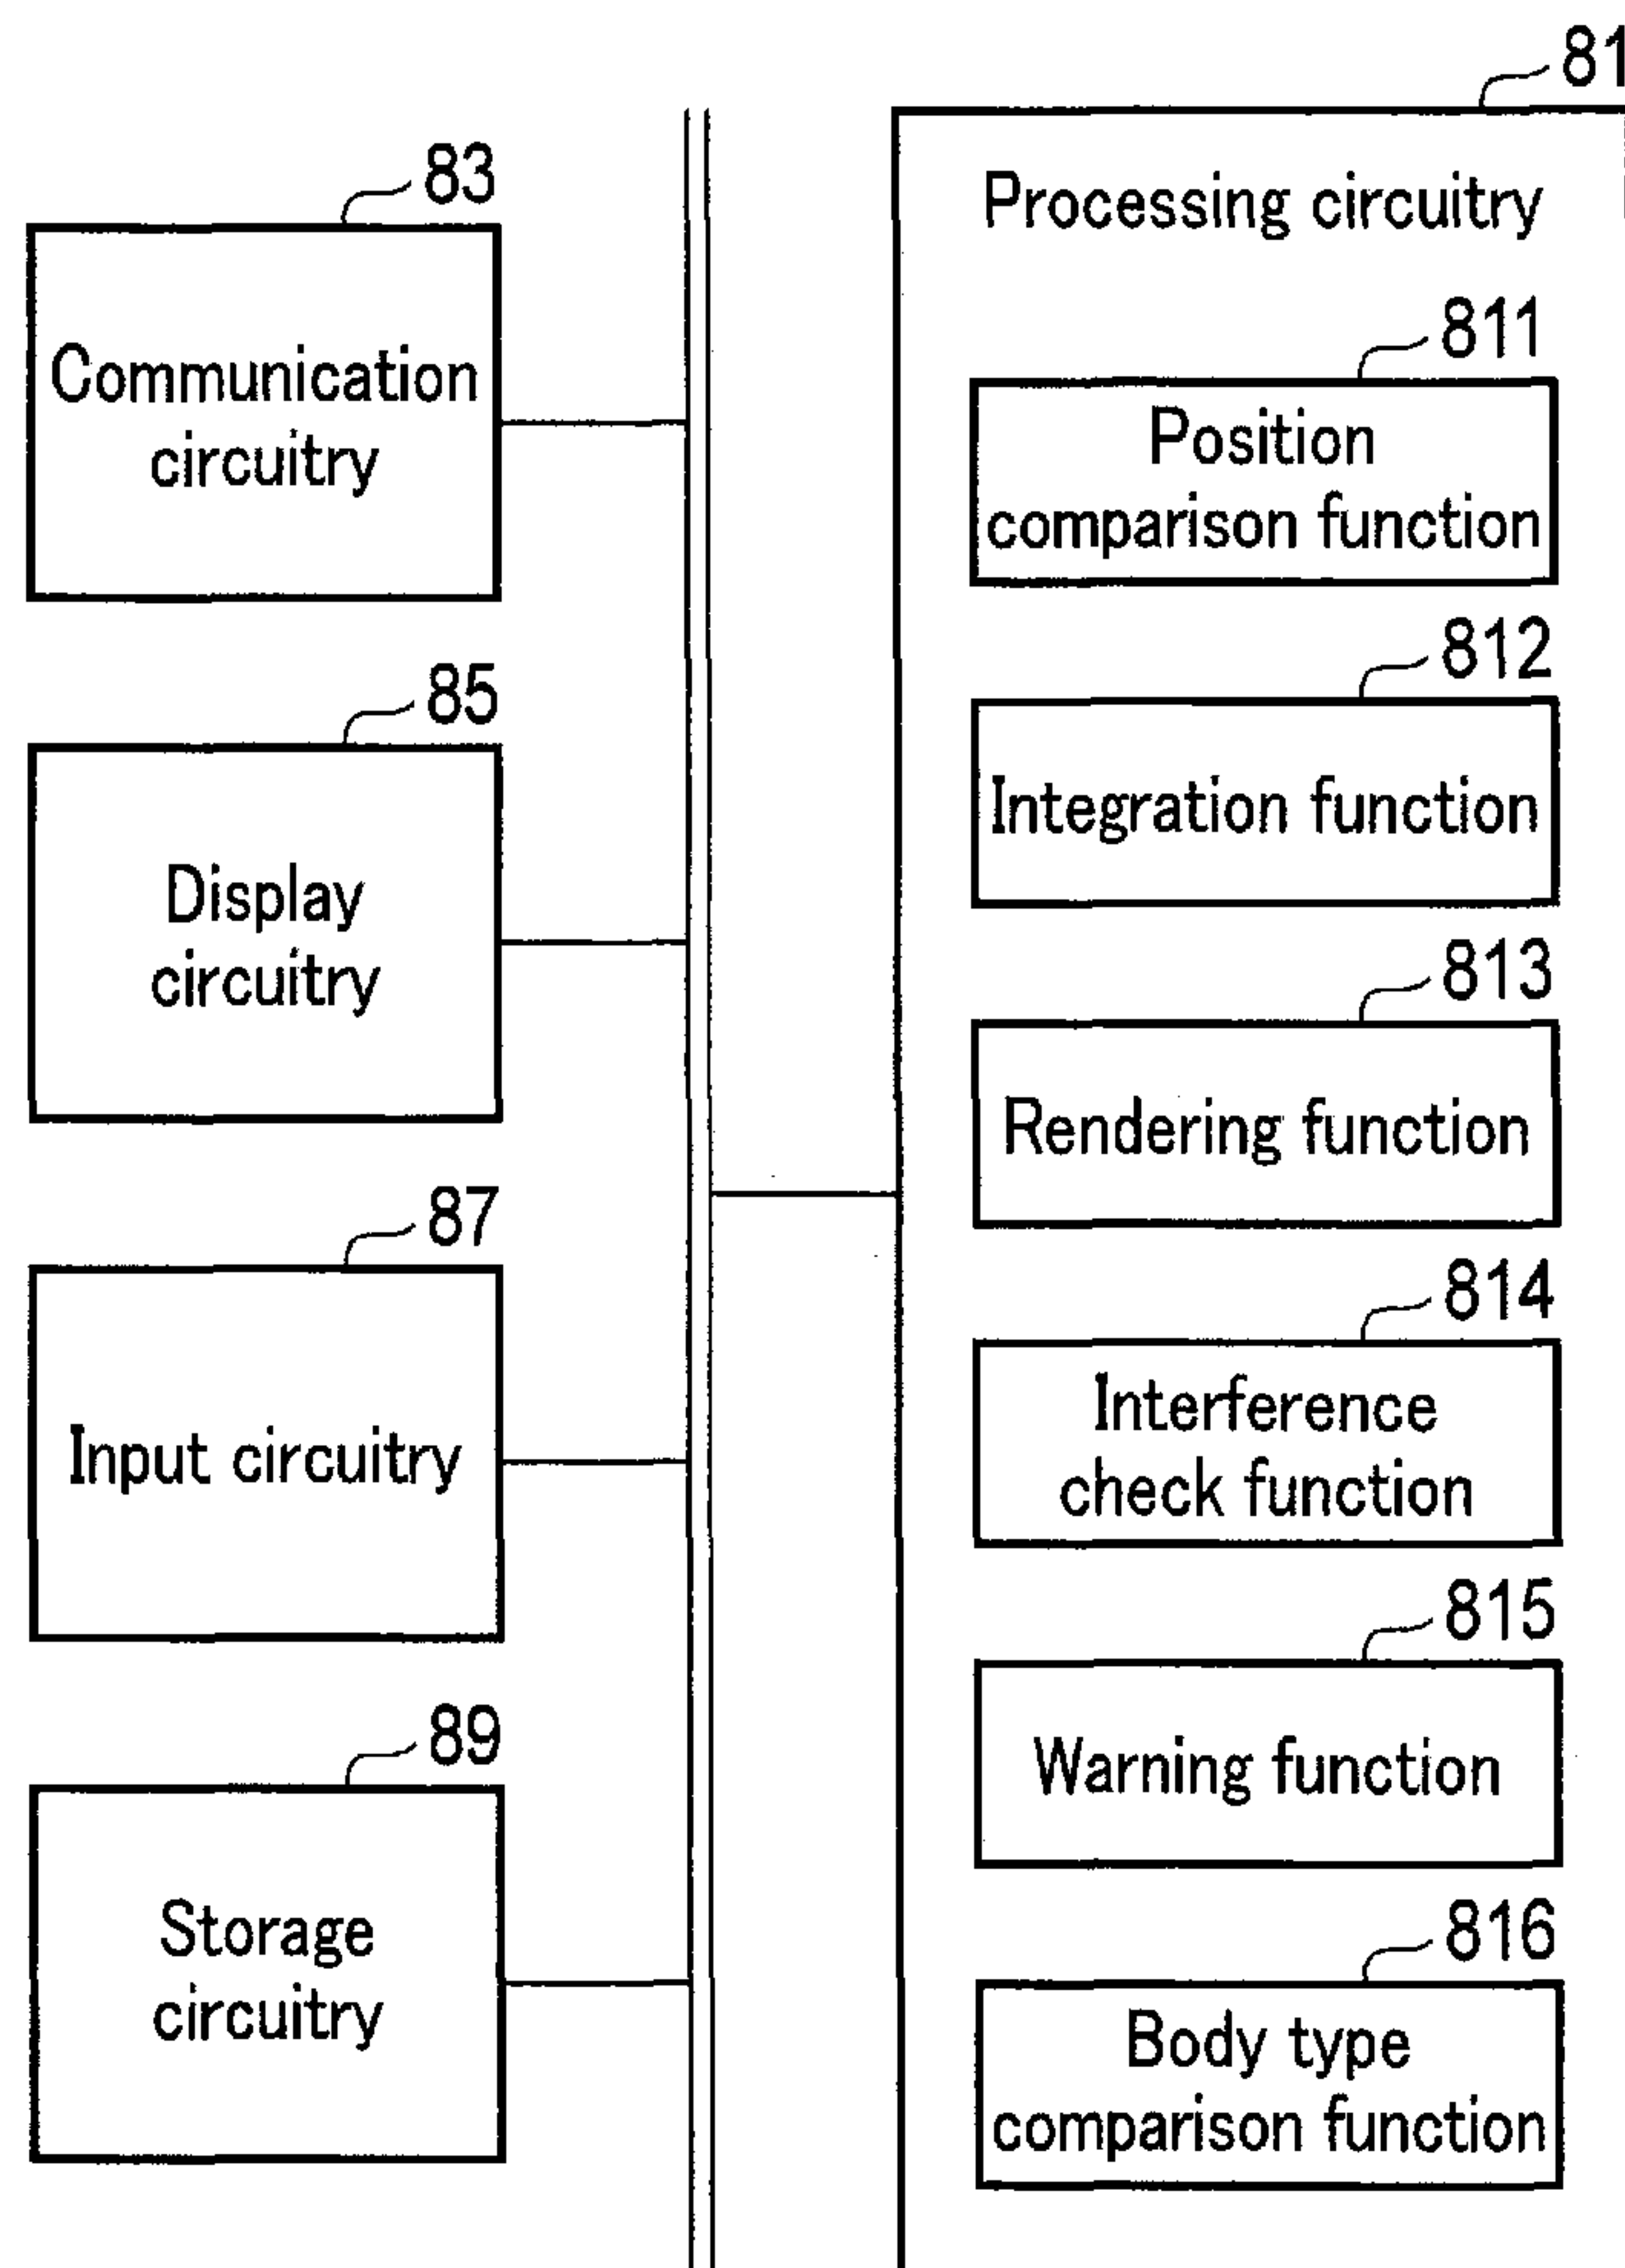 81
Processing circuitry
83
Communication
circuitry
85
Display
circuitry
87
Input circuitry
89
Storage
circuitry
811
Position
comparison function
812
Integration function
813
Rendering function
814
Interference
check function
815
Warning function
816
Body type
comparison function